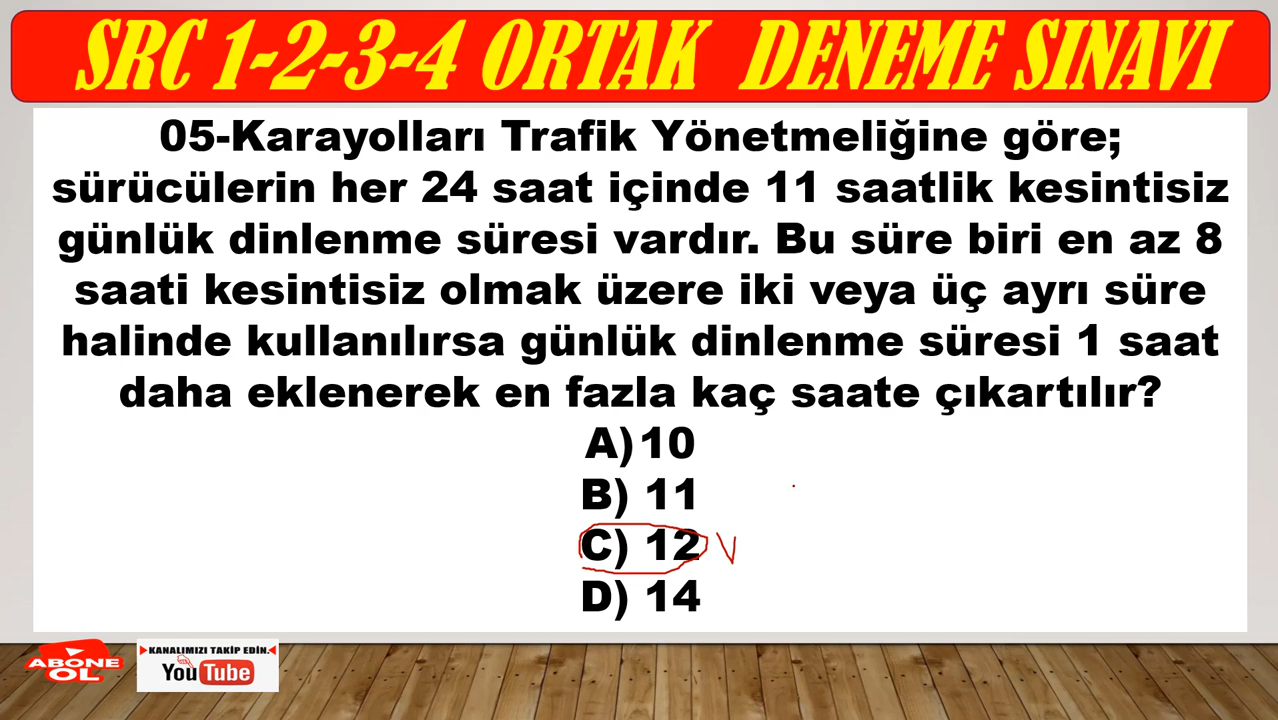 SRC 1-2-3-4 ORTAK DENEME SINAVI
05-Karayolları Trafik Yönetmeliğine göre;
sürücülerin her 24 saat içinde 11 saatlik kesintisiz
günlük dinlenme süresi vardır. Bu süre biri en az 8
saati kesintisiz olmak üzere iki veya üç ayrı süre
halinde kullanılırsa günlük dinlenme süresi 1 saat
daha eklenerek en fazla kaç saate çıkartılır?
A) 10
B) 11
C) 12 V
D) 14
ABONE
OL
KANALIMIZI TAKİP EDİN.
YouTube